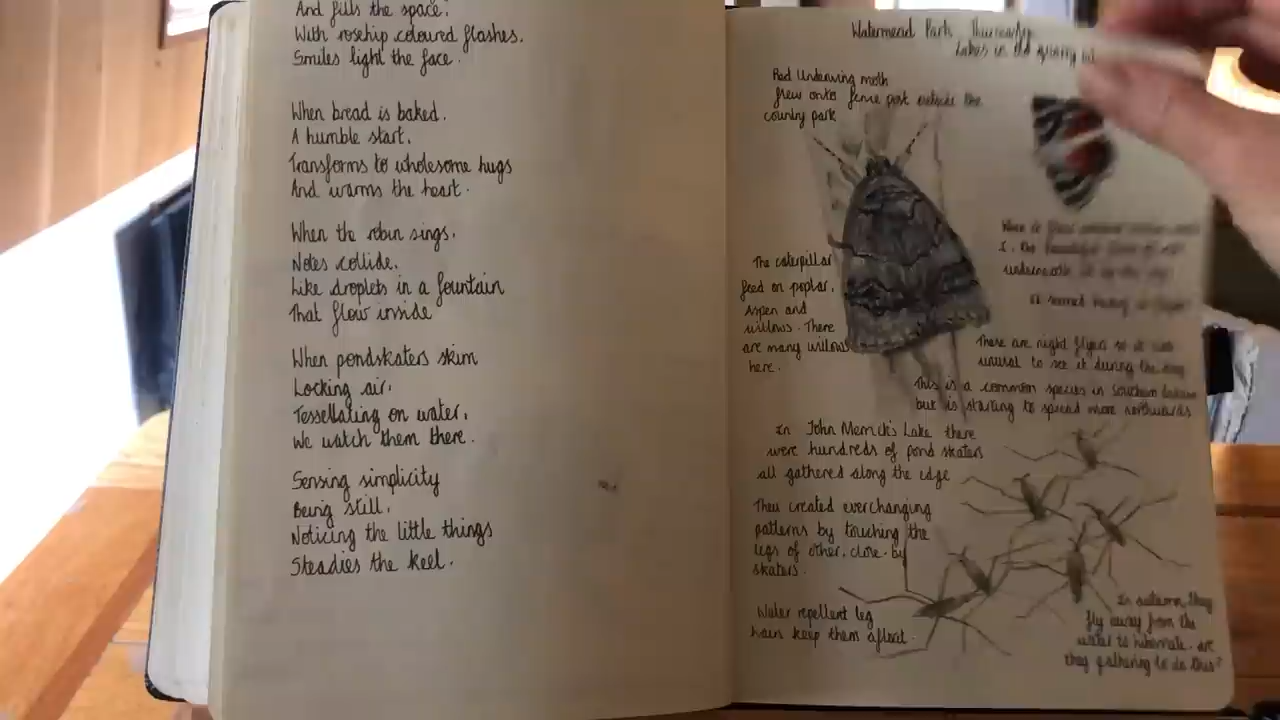 And fills the space.
With rosehip coloured flashes.
Smiles light the face.
When bread is baked.
A humble start.
Transforms to wholesome hugs
And warms the heart.
When the robin sings.
Notes collide.
Like droplets in a fountain
That flow inside
When pondskaters skim
Locking air.
Tessellating on water.
We watch them there.
Sensing simplicity
Being still.
Noticing the little things
Steadies the keel.
Watermead Park,
Lakes in old quarry
Red Underwing moth
flew onto fence post outside the
country park
The caterpillar
feed on poplar,
aspen and
willows. There
are many willows
here.
underneath
It seemed
There are night flyers so it was
unusual to see it during the day
This is a common species in Southern
but is starting to spread more northwards
In John Merrick's Lake there
were hundreds of pond skaters
all gathered along the edge
They created everchanging
patterns by touching the
legs of other, close by
skaters.
Water repellent leg
hairs keep them afloat.
In autumn, they
fly away from the
water to hibernate. are
they gathering to do this?